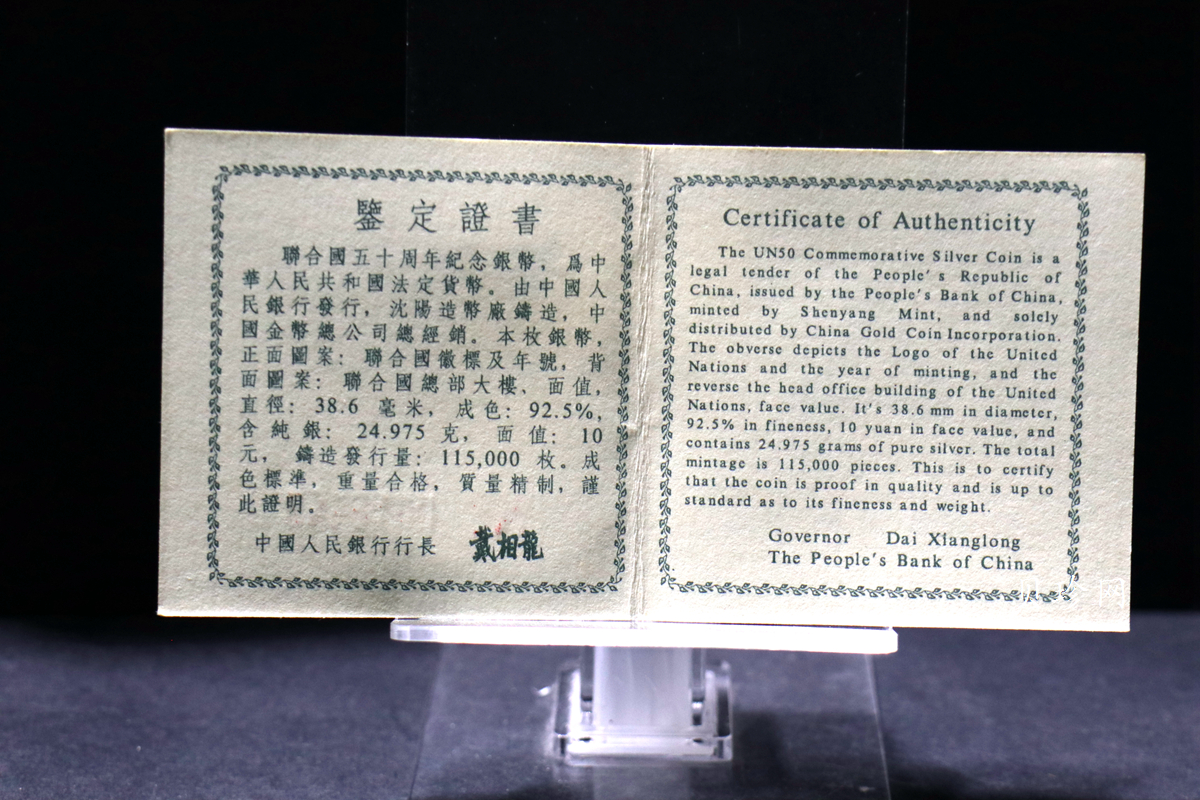 鑒定證書
聯合國五十周年紀念銀幣，爲中
華人民共和國法定貨幣。由中國人
民銀行發行，沈陽造幣廠鑄造，中
國金幣總公司總經銷。本枚銀幣，
正面圖案：聯合國徽標及年號，背
面圖案：聯合國總部大樓、面值，
直徑：38.6 毫米，成色：92.5%，
含純銀：24.975 克，面值：10
元，鑄造發行量：115,000 枚。成
色標準，重量合格，質量精制，謹
此證明。
中國人民銀行行長 戴相龍
Certificate of Authenticity
The UN50 Commemorative Silver Coin is a
legal tender of the People's Republic of
China, issued by the People's Bank of China,
minted by Shenyang Mint, and solely
distributed by China Gold Coin Incorporation.
The obverse depicts the Logo of the United
Nations and the year of minting, and the
reverse the head office building of the United
Nations, face value. It's 38.6 mm in diameter,
92.5% in fineness, 10 yuan in face value, and
contains 24.975 grams of pure silver. The total
mintage is 115,000 pieces. This is to certify
that the coin is proof in quality and is up to
standard as to its fineness and weight.
Governor Dai Xianglong
The People's Bank of China